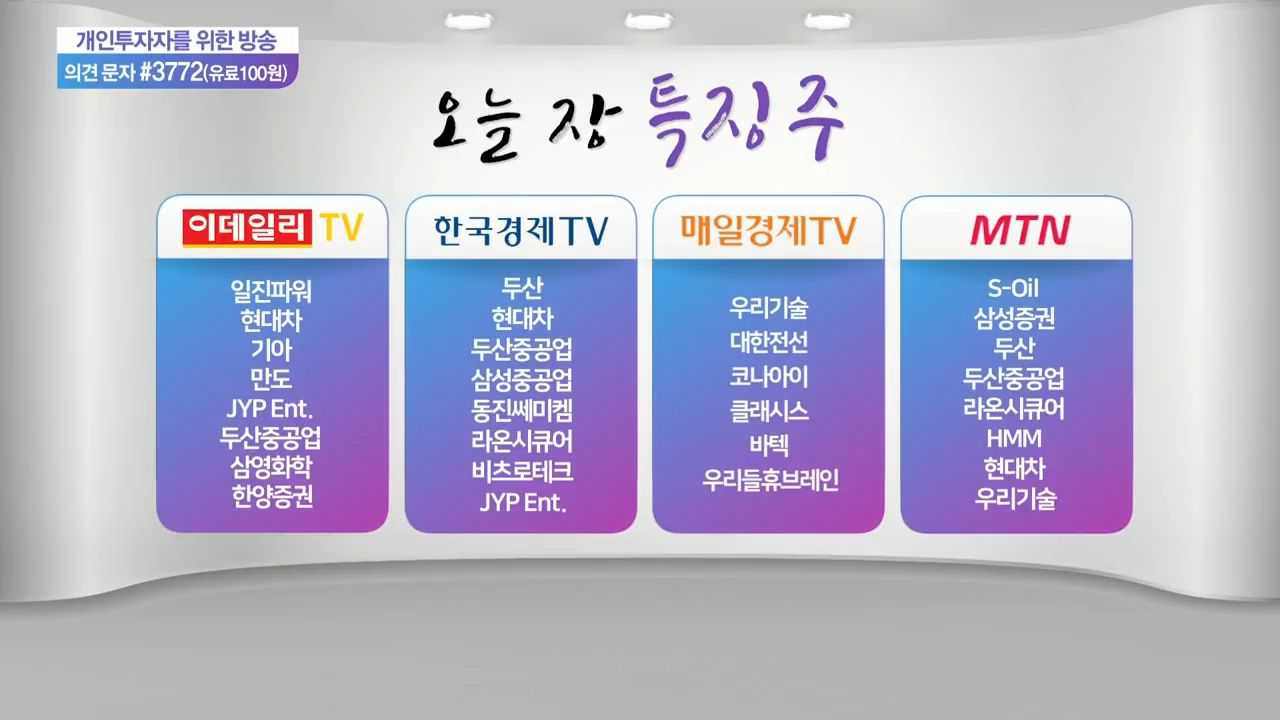 개인투자자를 위한 방송
의견 문자 #3772(유료100원)
오늘 장 특징주
이데일리 TV
일진파워
현대차
기아
만도
JYP Ent.
두산중공업
삼영화학
한양증권
한국경제TV
두산
현대차
두산중공업
삼성중공업
동진쎄미켐
라온시큐어
비츠로테크
JYP Ent.
매일경제TV
우리기술
대한전선
코나아이
클래시스
바텍
우리들휴브레인
MTN
S-Oil
삼성증권
두산
두산중공업
라온시큐어
HMM
현대차
우리기술